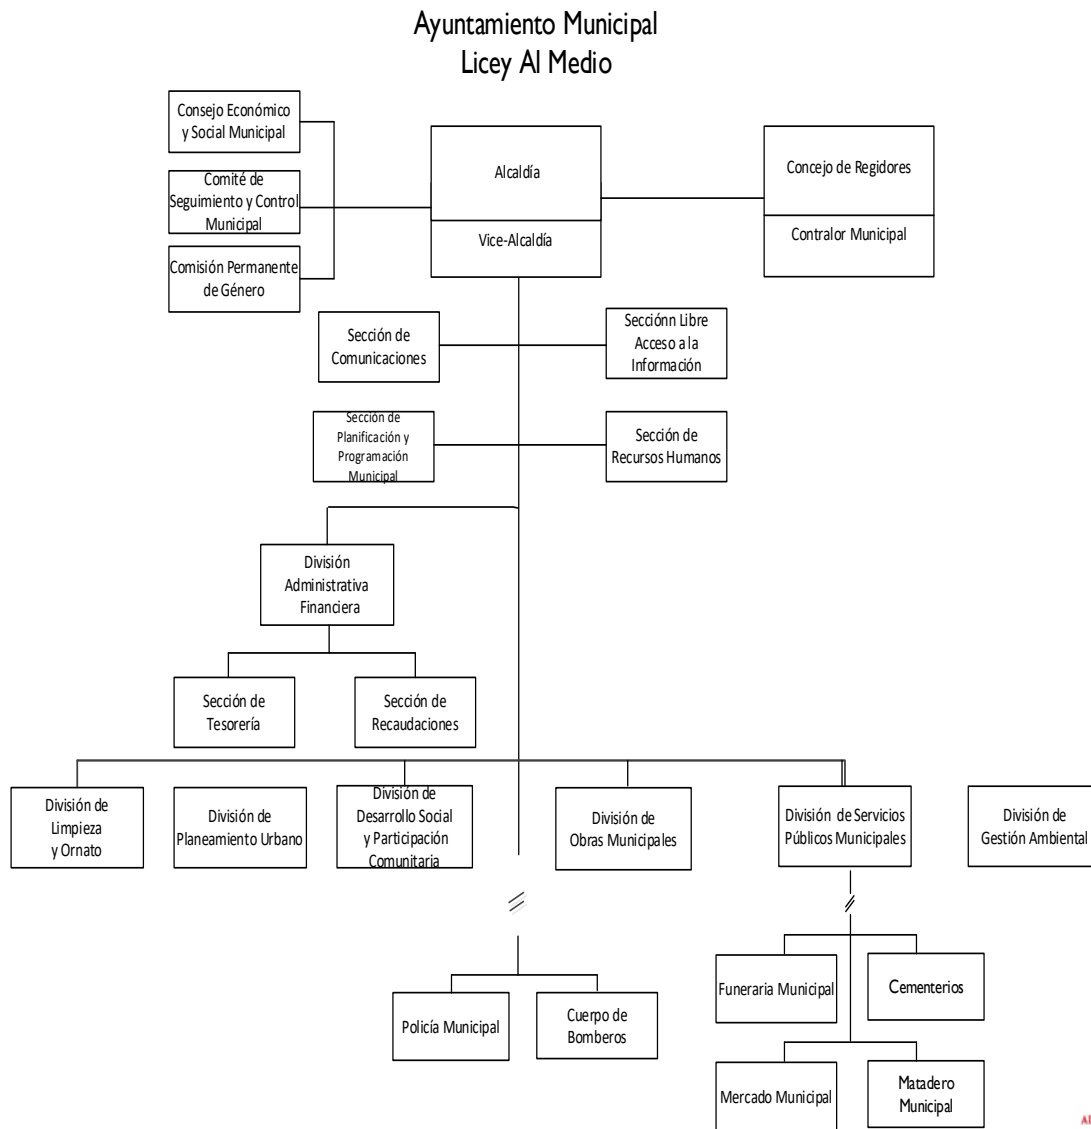 Ayuntamiento Municipal
Licey Al Medio
Consejo Económico
y Social Municipal
Comité de
Seguimiento y Control
Municipal
Comisión Permanente
de Género
Alcaldía
Vice-Alcaldía
Concejo de Regidores
Contralor Municipal
Sección de
Comunicaciones
Secciónn Libre
Acceso a la
Información
Sección de
Planificación y
Programación
Municipal
Sección de
Recursos Humanos
División
Administrativa
Financiera
Sección de
Tesorería
Sección de
Recaudaciones
División de
Limpieza
y Ornato
División de
Planeamiento Urbano
División de
Desarrollo Social
y Participación
Comunitaria
División de
Obras Municipales
División de Servicios
Públicos Municipales
División de
Gestión Ambiental
Policía Municipal
Cuerpo de
Bomberos
Funeraria Municipal
Cementerios
Mercado Municipal
Matadero
Municipal